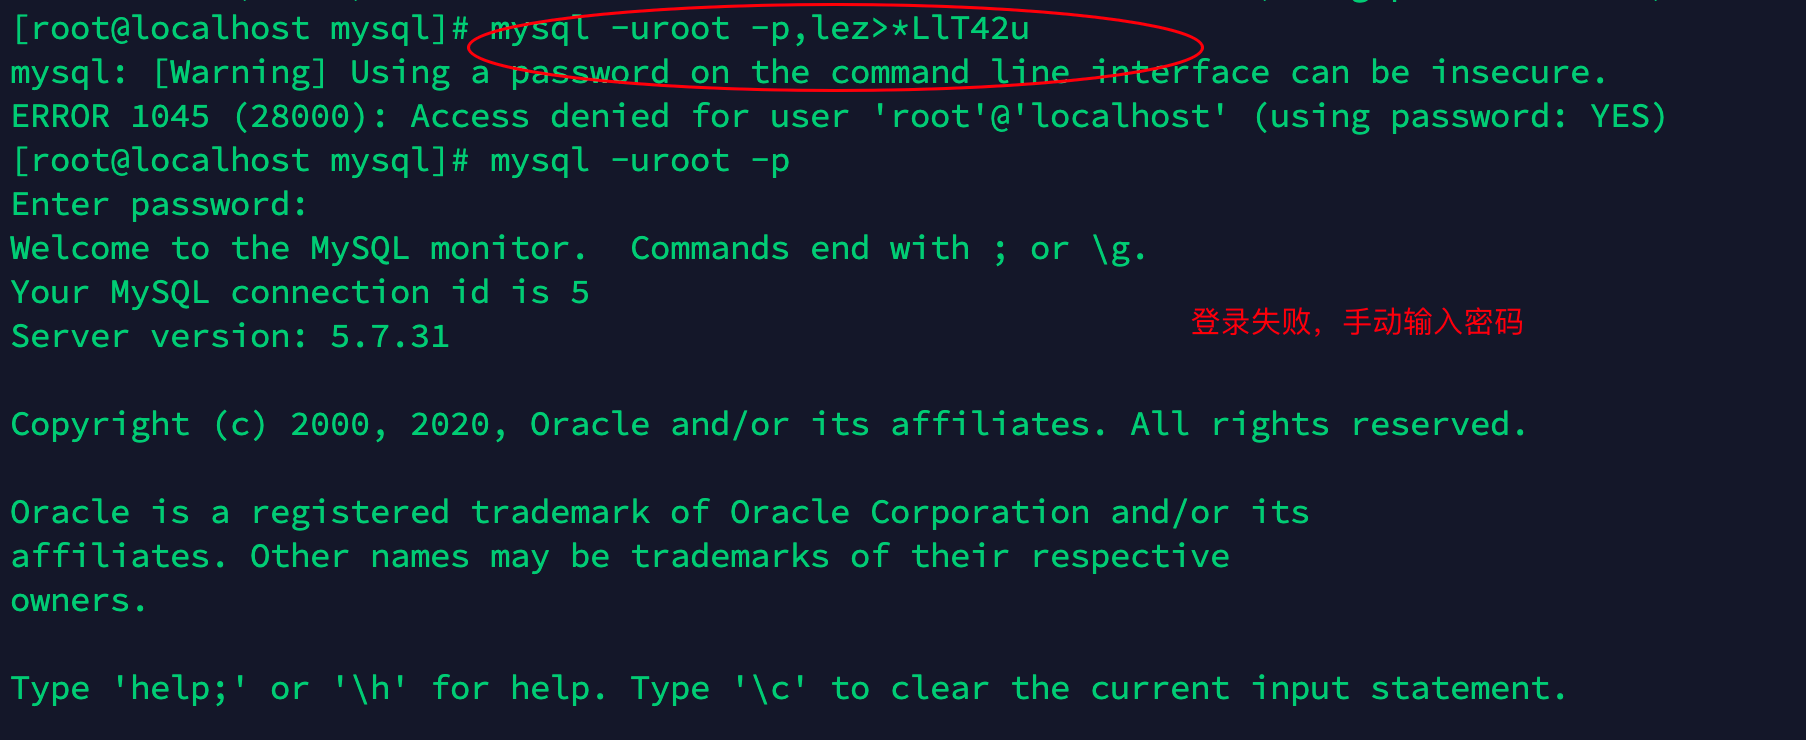 [root@localhost mysql]# mysql -uroot -p,lez>*LlT42u
mysql: [Warning] Using a password on the command line interface can be insecure.
ERROR 1045 (28000): Access denied for user 'root'@'localhost' (using password: YES)
[root@localhost mysql]# mysql -uroot -p
Enter password:
Welcome to the MySQL monitor.  Commands end with ; or \g.
Your MySQL connection id is 5
Server version: 5.7.31
登录失败，手动输入密码
Copyright (c) 2000, 2020, Oracle and/or its affiliates. All rights reserved.
Oracle is a registered trademark of Oracle Corporation and/or its
affiliates. Other names may be trademarks of their respective
owners.
Type 'help;' or '\h' for help. Type '\c' to clear the current input statement.